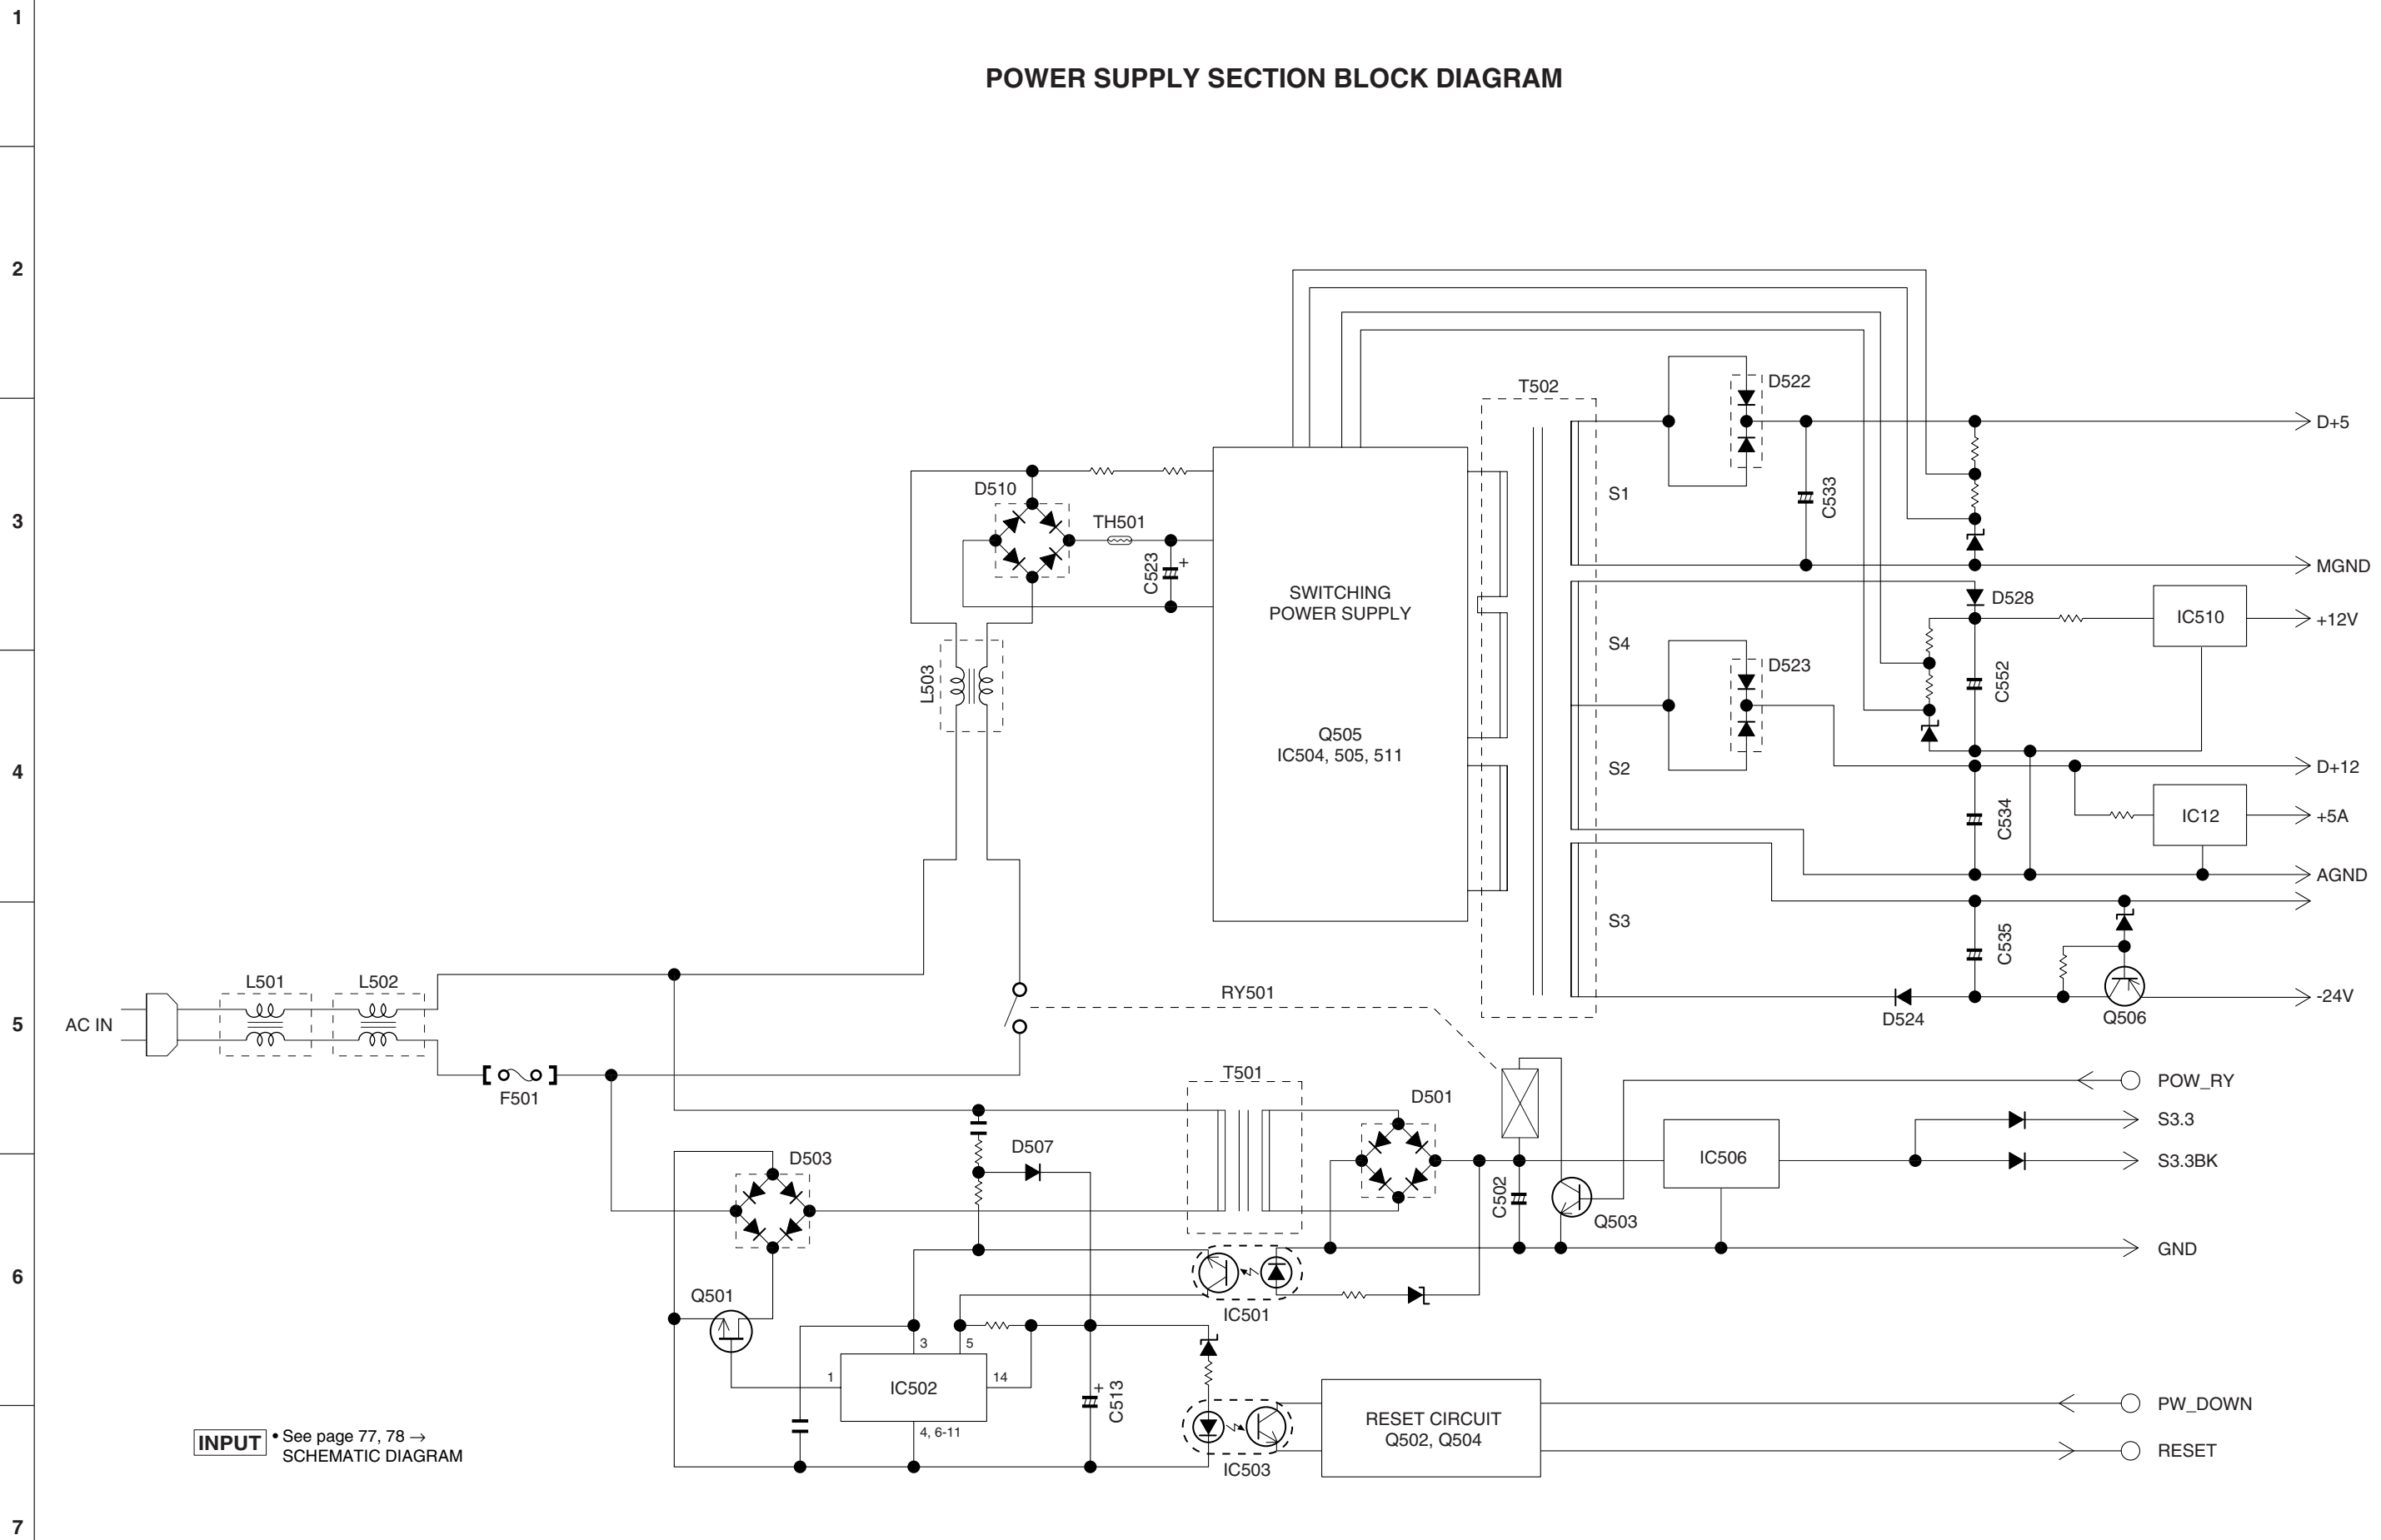 1
POWER SUPPLY SECTION BLOCK DIAGRAM
2
T502
D522
D+5
D510
TH501
S1
C533
3
C523
+
MGND
SWITCHING
POWER SUPPLY
D528
IC510
+12V
S4
L503
D523
C552
Q505
IC504, 505, 511
4
S2
D+12
C534
IC12
+5A
AGND
S3
C535
L501
L502
RY501
-24V
5
AC IN
D524
Q506
T501
POW_RY
F501
D501
S3.3
D507
D503
IC506
S3.3BK
C502
Q503
GND
6
Q501
IC501
3
5
1
IC502
14
+
C513
4, 6-11
RESET CIRCUIT
Q502, Q504
PW_DOWN
INPUT • See page 77, 78 →
SCHEMATIC DIAGRAM
RESET
IC503
7